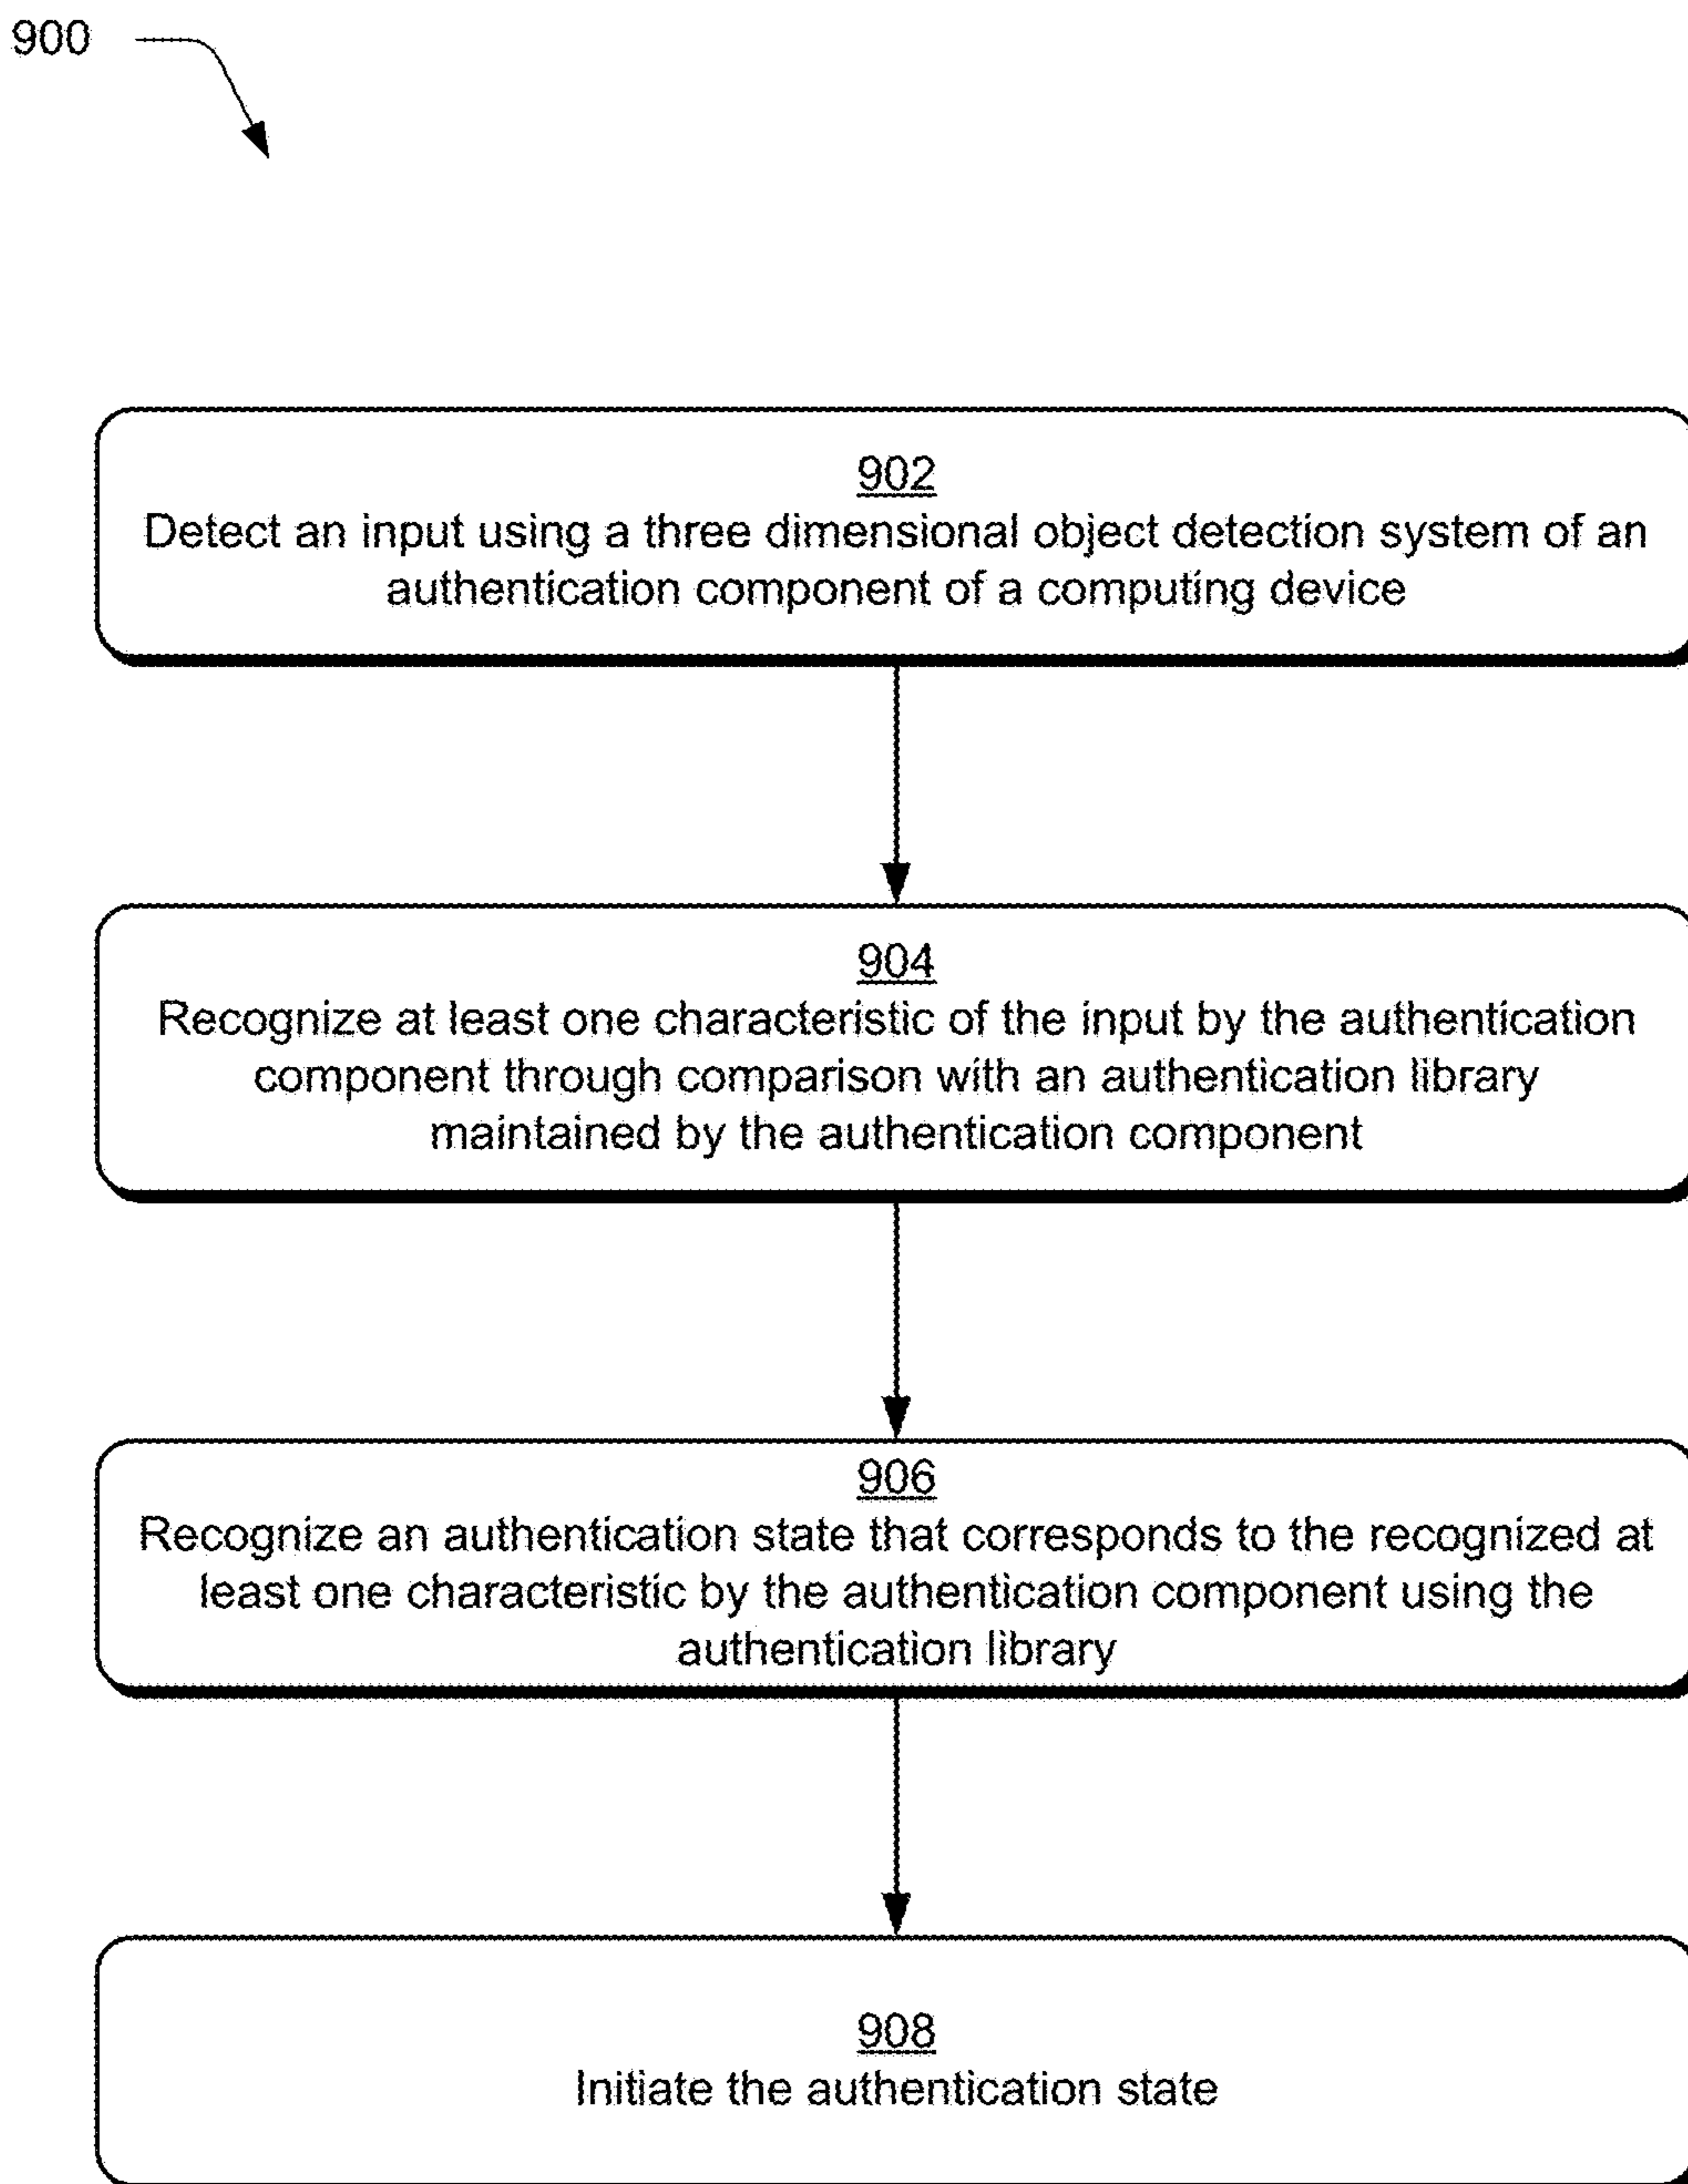 900
902
Detect an input using a three dimensional object detection system of an
authentication component of a computing device
904
Recognize at least one characteristic of the input by the authentication
component through comparison with an authentication library
maintained by the authentication component
906
Recognize an authentication state that corresponds to the recognized at
least one characteristic by the authentication component using the
authentication library
908
Initiate the authentication state